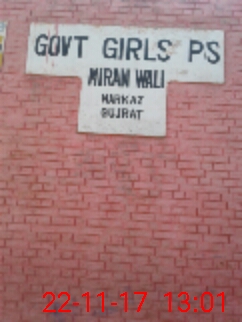 GOVT GIRLS PS
MIRAN WALI
MARKAZ
GUJRAT
22-11-17 13:01